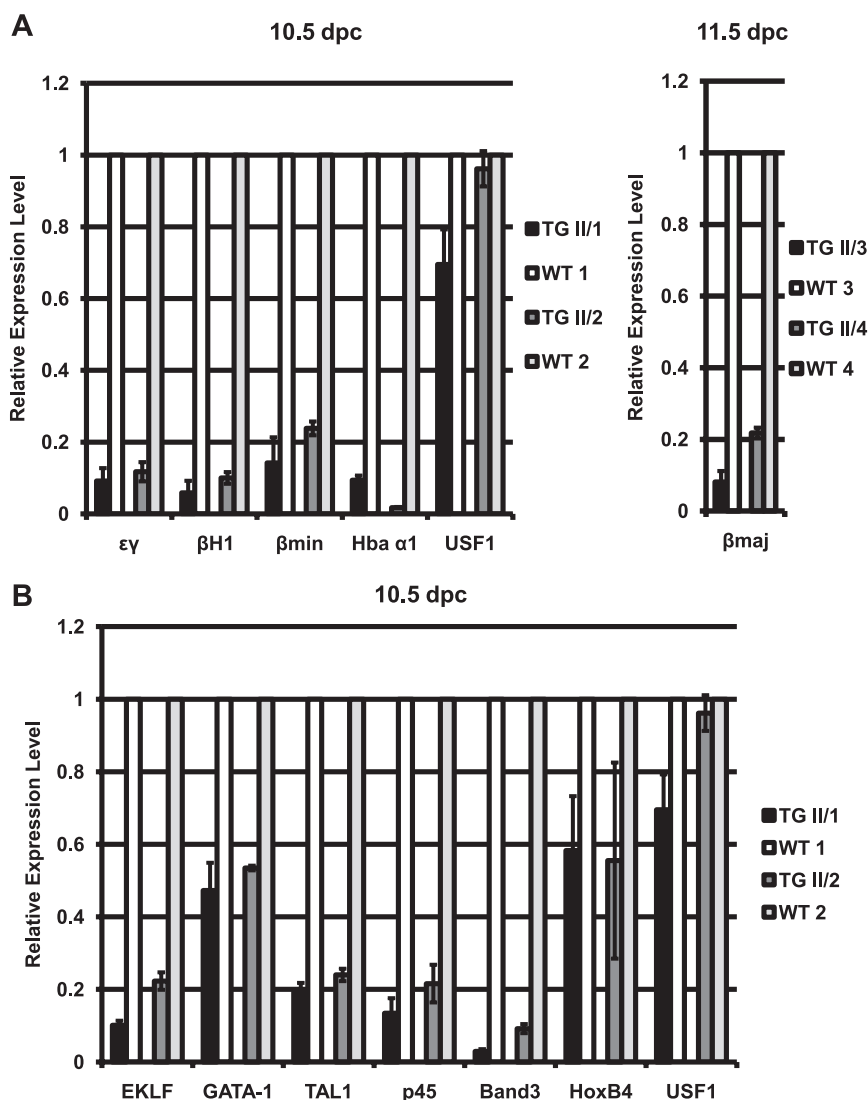 A
10.5 dpc
1.2
1
0.8
0.6
0.4
0.2
0
Relative Expression Level
εγ
βH1
βmin
Hba α1
USF1
TG II/1
WT 1
TG II/2
WT 2
11.5 dpc
1.2
1
0.8
0.6
0.4
0.2
0
Relative Expression Level
βmaj
TG II/3
WT 3
TG II/4
WT 4
B
10.5 dpc
1.2
1
0.8
0.6
0.4
0.2
0
Relative Expression Level
EKLF
GATA-1
TAL1
p45
Band3
HoxB4
USF1
TG II/1
WT 1
TG II/2
WT 2